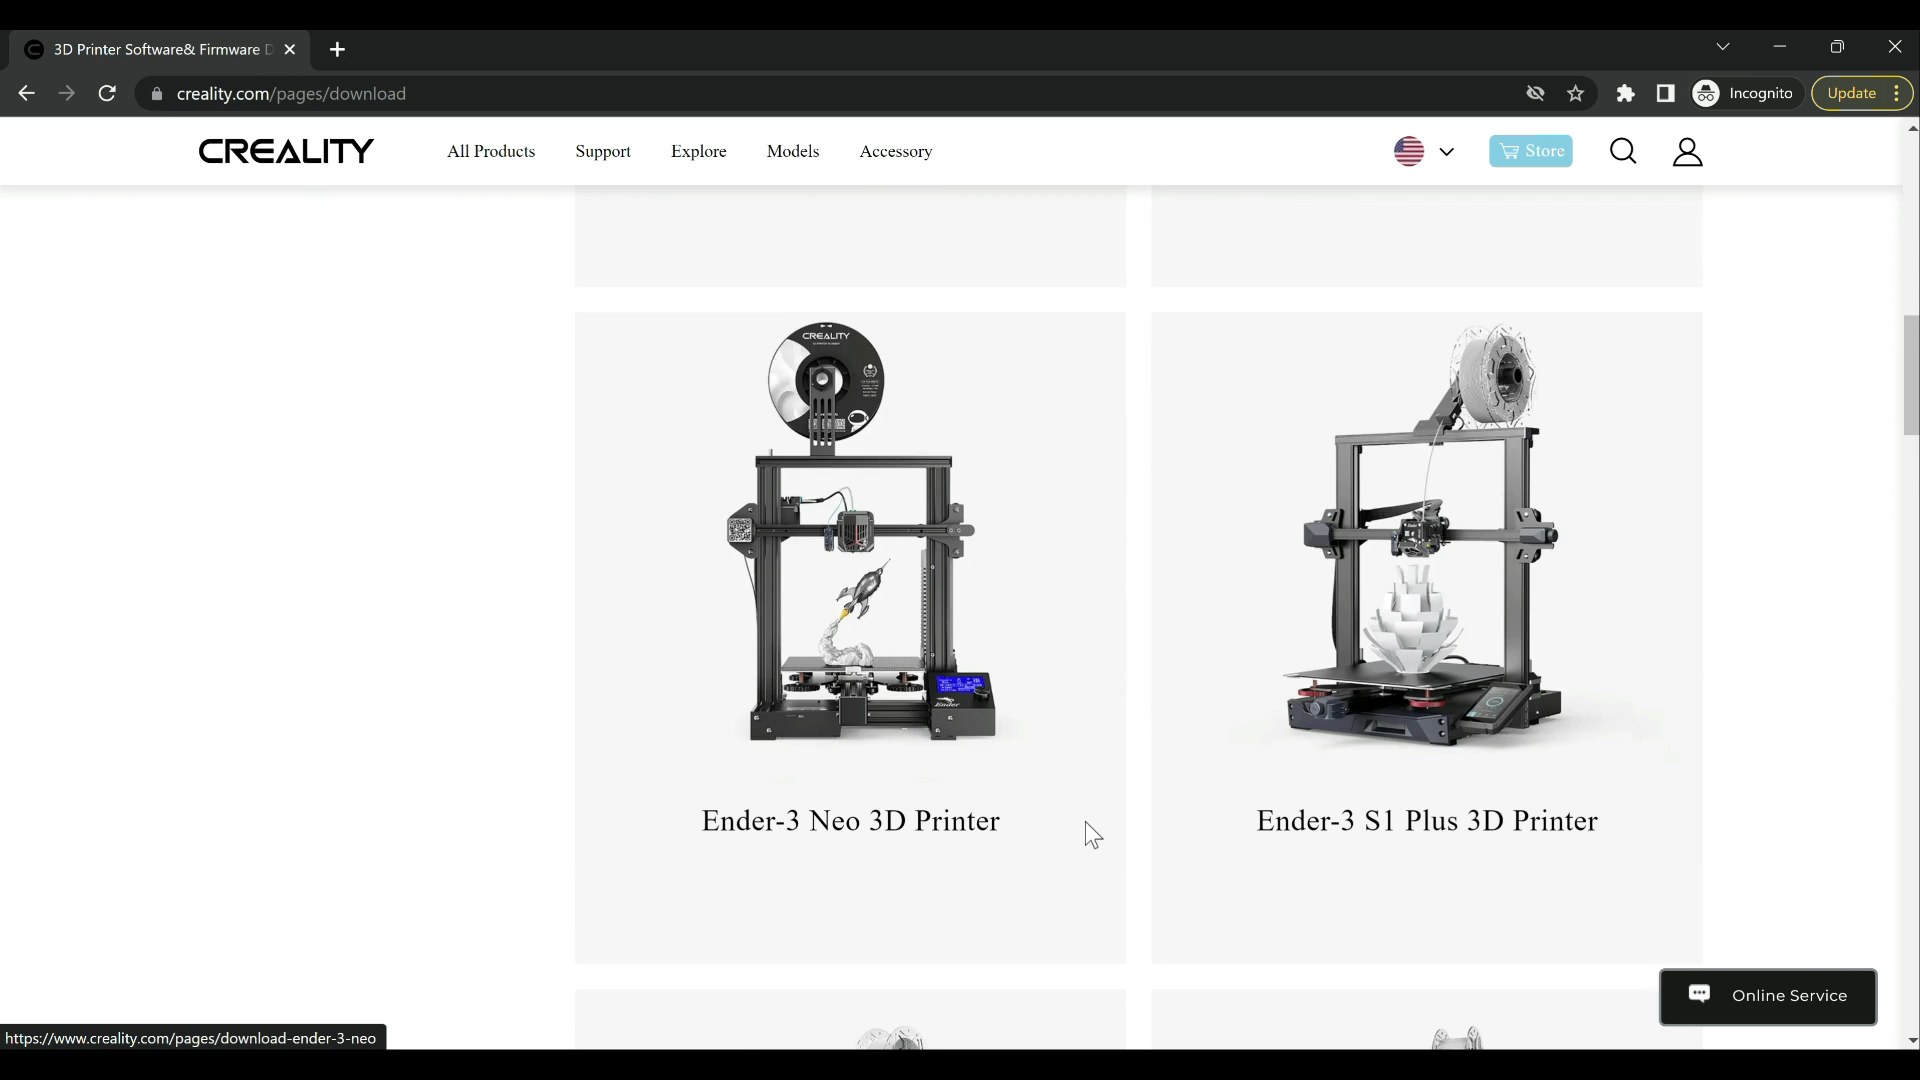 3D Printer Software& Firmware D
creality.com/pages/download
Incognito
Update
CREALITY
All Products
Support
Explore
Models
Accessory
Store
CREALITY
Ender
Ender-3 Neo 3D Printer
Ender-3 S1 Plus 3D Printer
Online Service
https://www.creality.com/pages/download-ender-3-neo